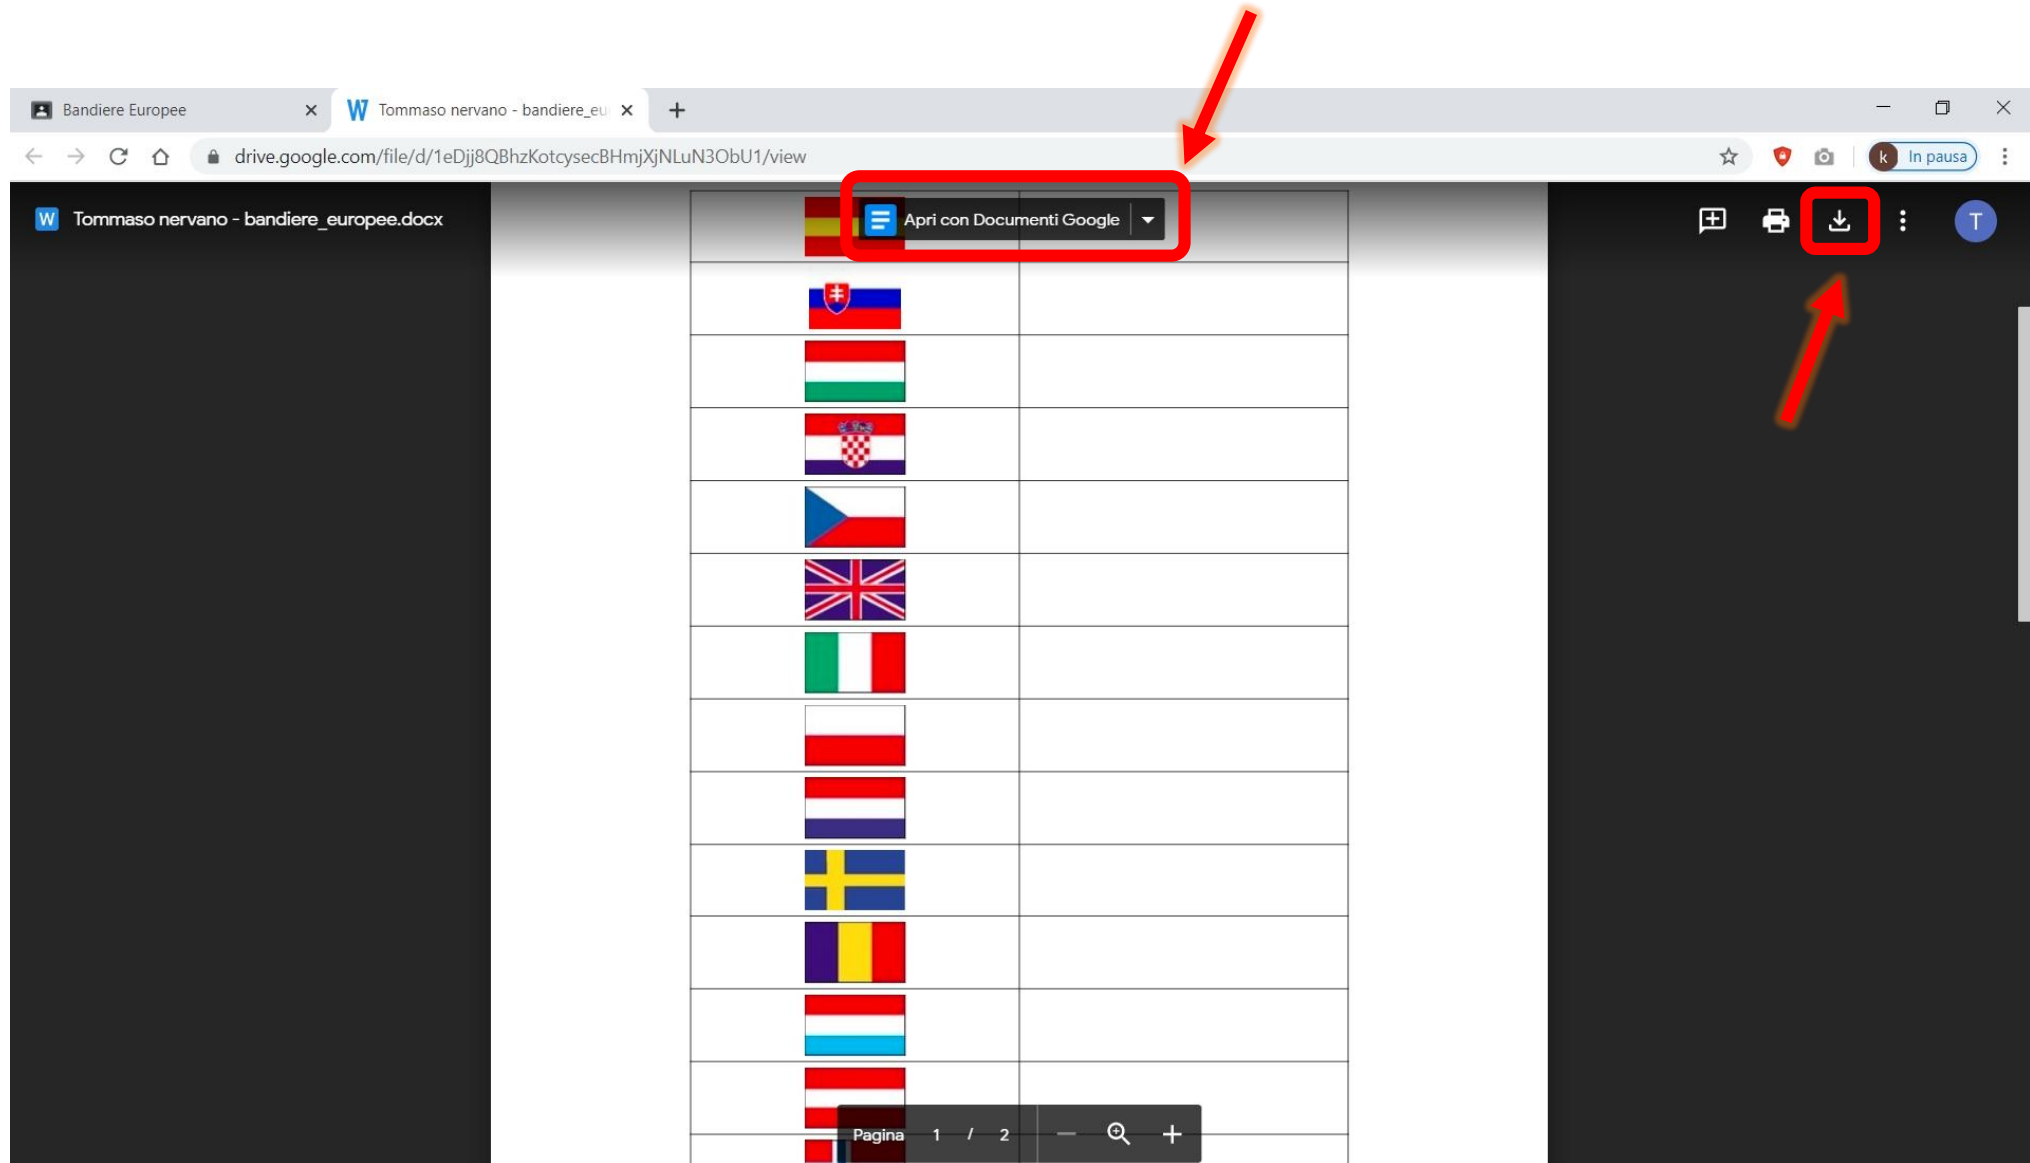 Bandiere Europee
Tommaso nervano - bandiere_eu
drive.google.com/file/d/1eDjj8QBhzKotcysecBHmjXjNLuN3ObU1/view
k In pausa
W Tommaso nervano - bandiere_europee.docx
Apri con Documenti Google
T
Pagina 1 / 2